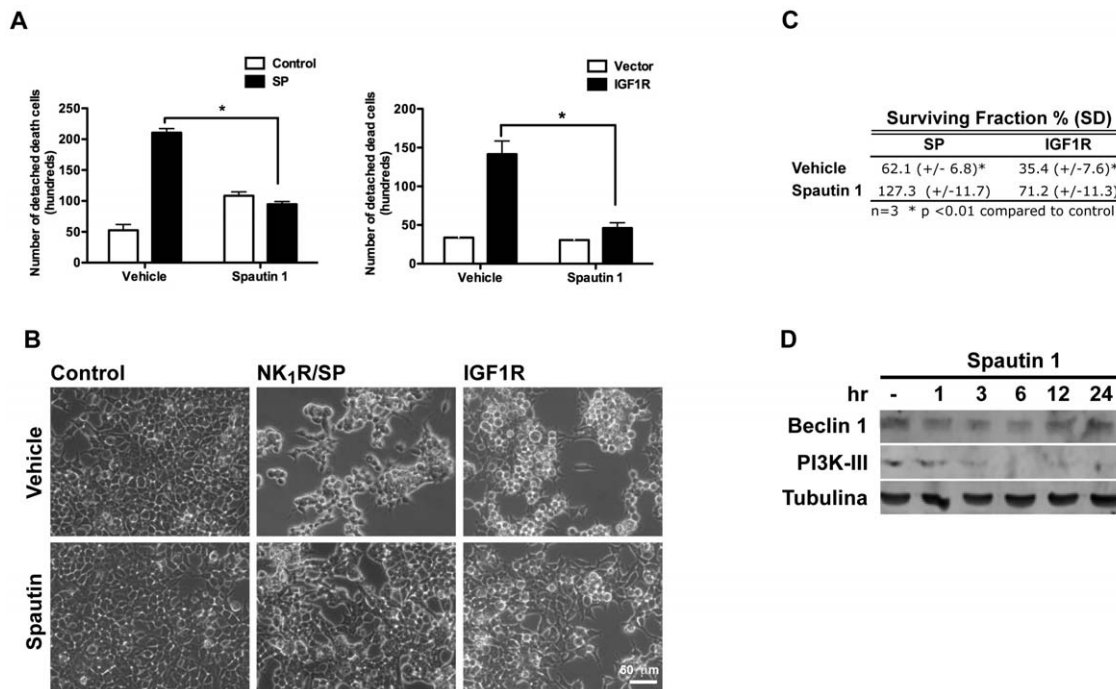 A
Control
SP
*
Number of detached death cells
(hundreds)
250
200
150
100
50
0
Vehicle
Spautin 1
Vector
IGF1R
*
Number of detached dead cells
(hundreds)
200
150
100
50
0
Vehicle
Spautin 1
C
Surviving Fraction % (SD)
SP IGF1R
Vehicle 62.1 (+/- 6.8)* 35.4 (+/-7.6)*
Spautin 1 127.3 (+/-11.7) 71.2 (+/-11.3)
n=3 * p <0.01 compared to control
B
Control NK₁R/SP IGF1R
Vehicle
Spautin
D
Spautin 1
hr - 1 3 6 12 24
Beclin 1
PI3K-III
Tubulina